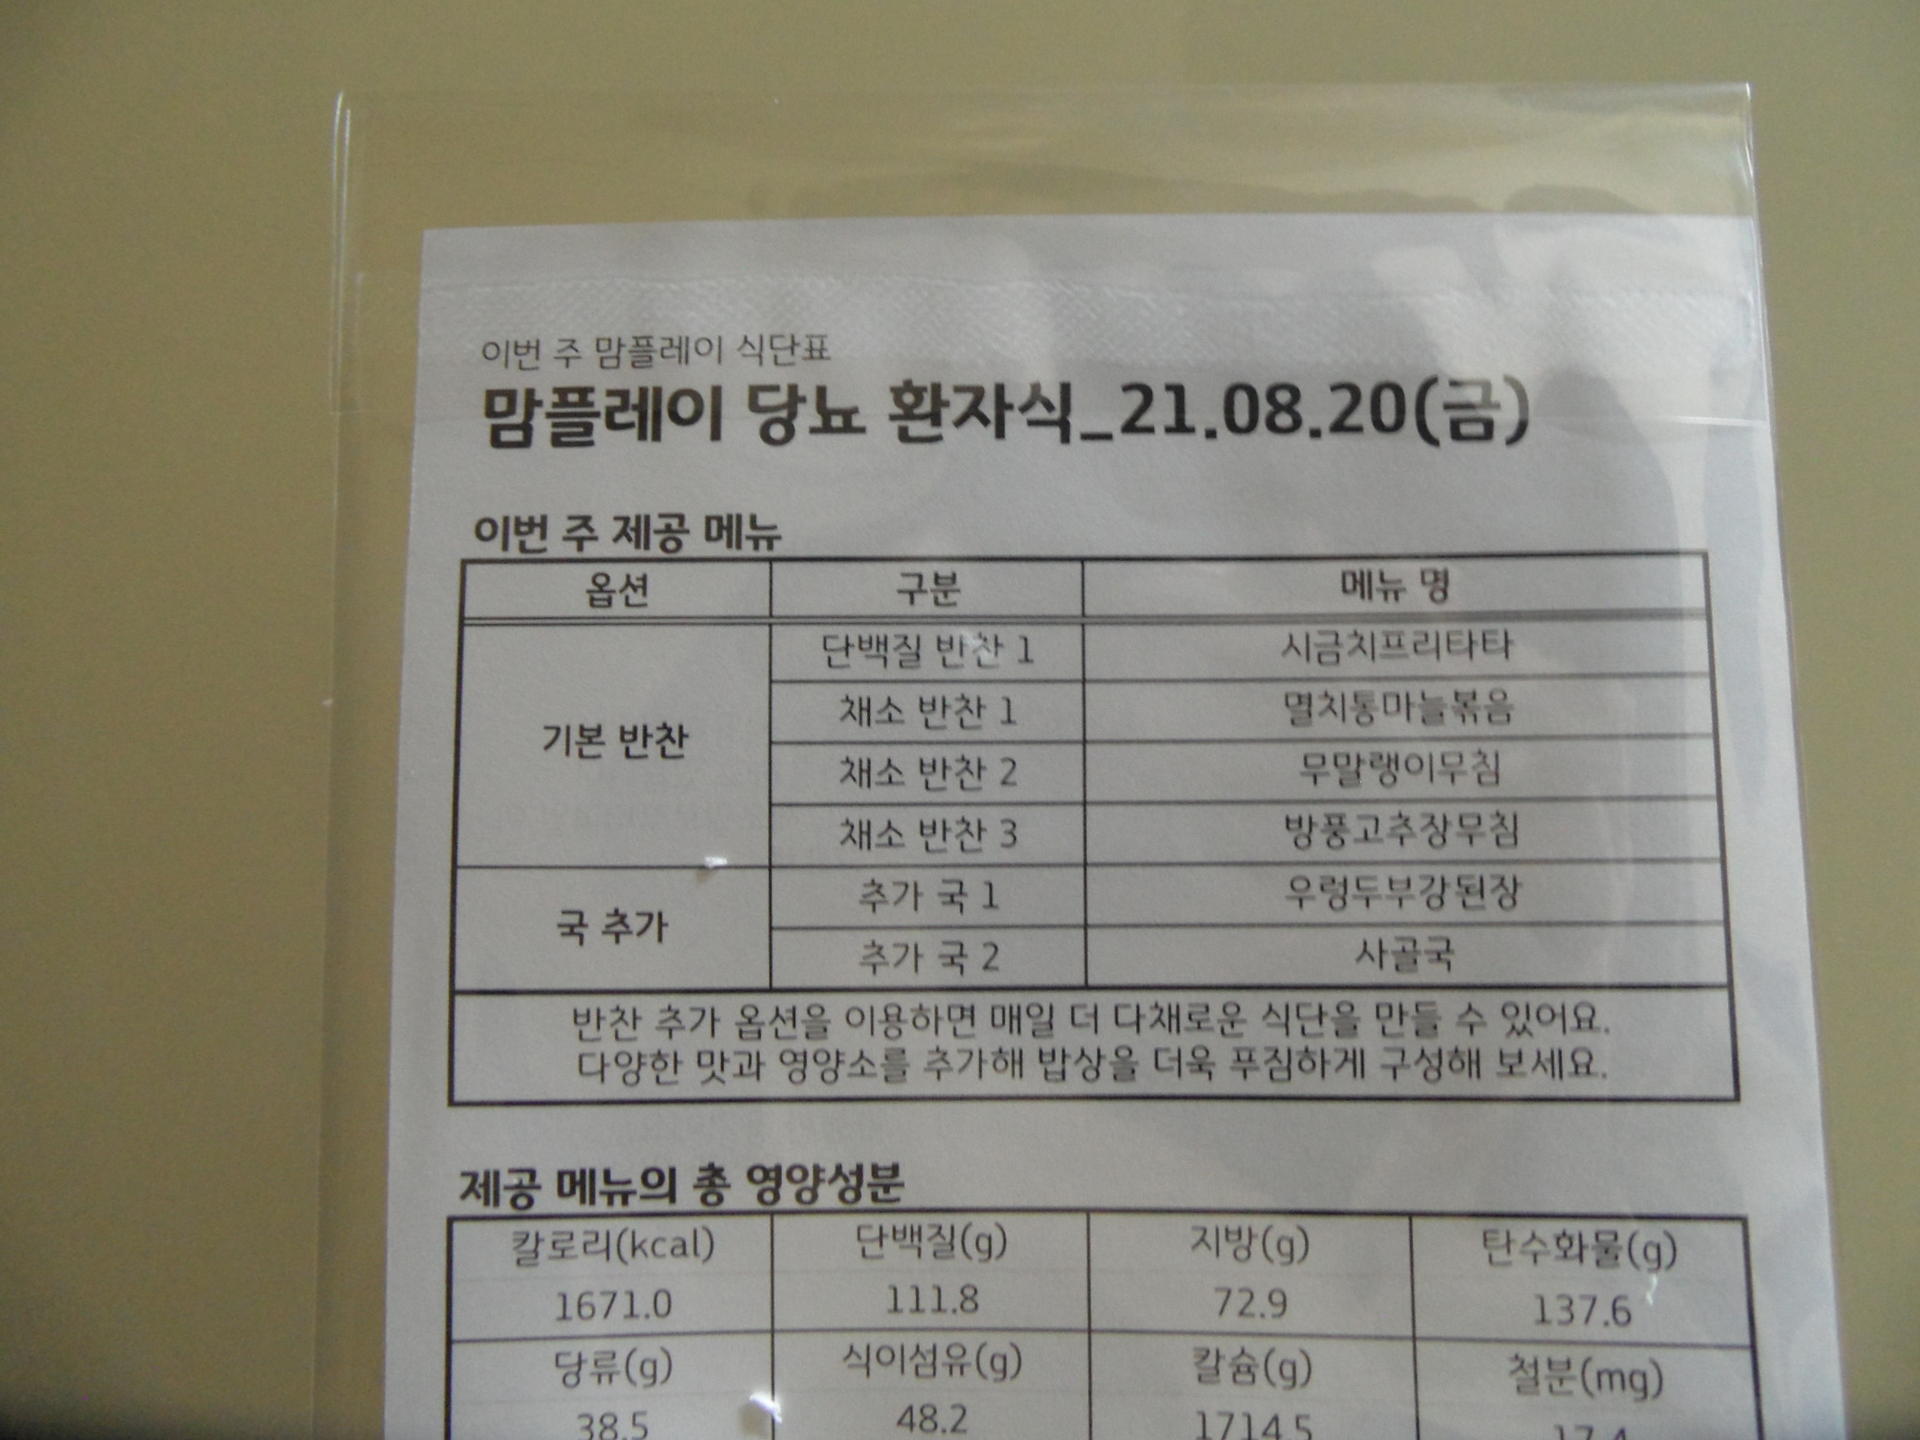 이번 주 맘플레이 식단표
맘플레이 당뇨 환자식_21.08.20(금)
이번 주 제공 메뉴
옵션 구분 메뉴 명
기본 반찬
단백질 반찬 1 시금치프리타타
채소 반찬 1 멸치통마늘볶음
채소 반찬 2 무말랭이무침
채소 반찬 3 방풍고추장무침
국 추가
추가 국 1 우렁두부강된장
추가 국 2 사골국
반찬 추가 옵션을 이용하면 매일 더 다채로운 식단을 만들 수 있어요.
다양한 맛과 영양소를 추가해 밥상을 더욱 푸짐하게 구성해 보세요.
제공 메뉴의 총 영양성분
칼로리(kcal) 단백질(g) 지방(g) 탄수화물(g)
1671.0 111.8 72.9 137.6
당류(g) 식이섬유(g) 칼슘(g) 철분(mg)
38.5 48.2 1714.5 17.4